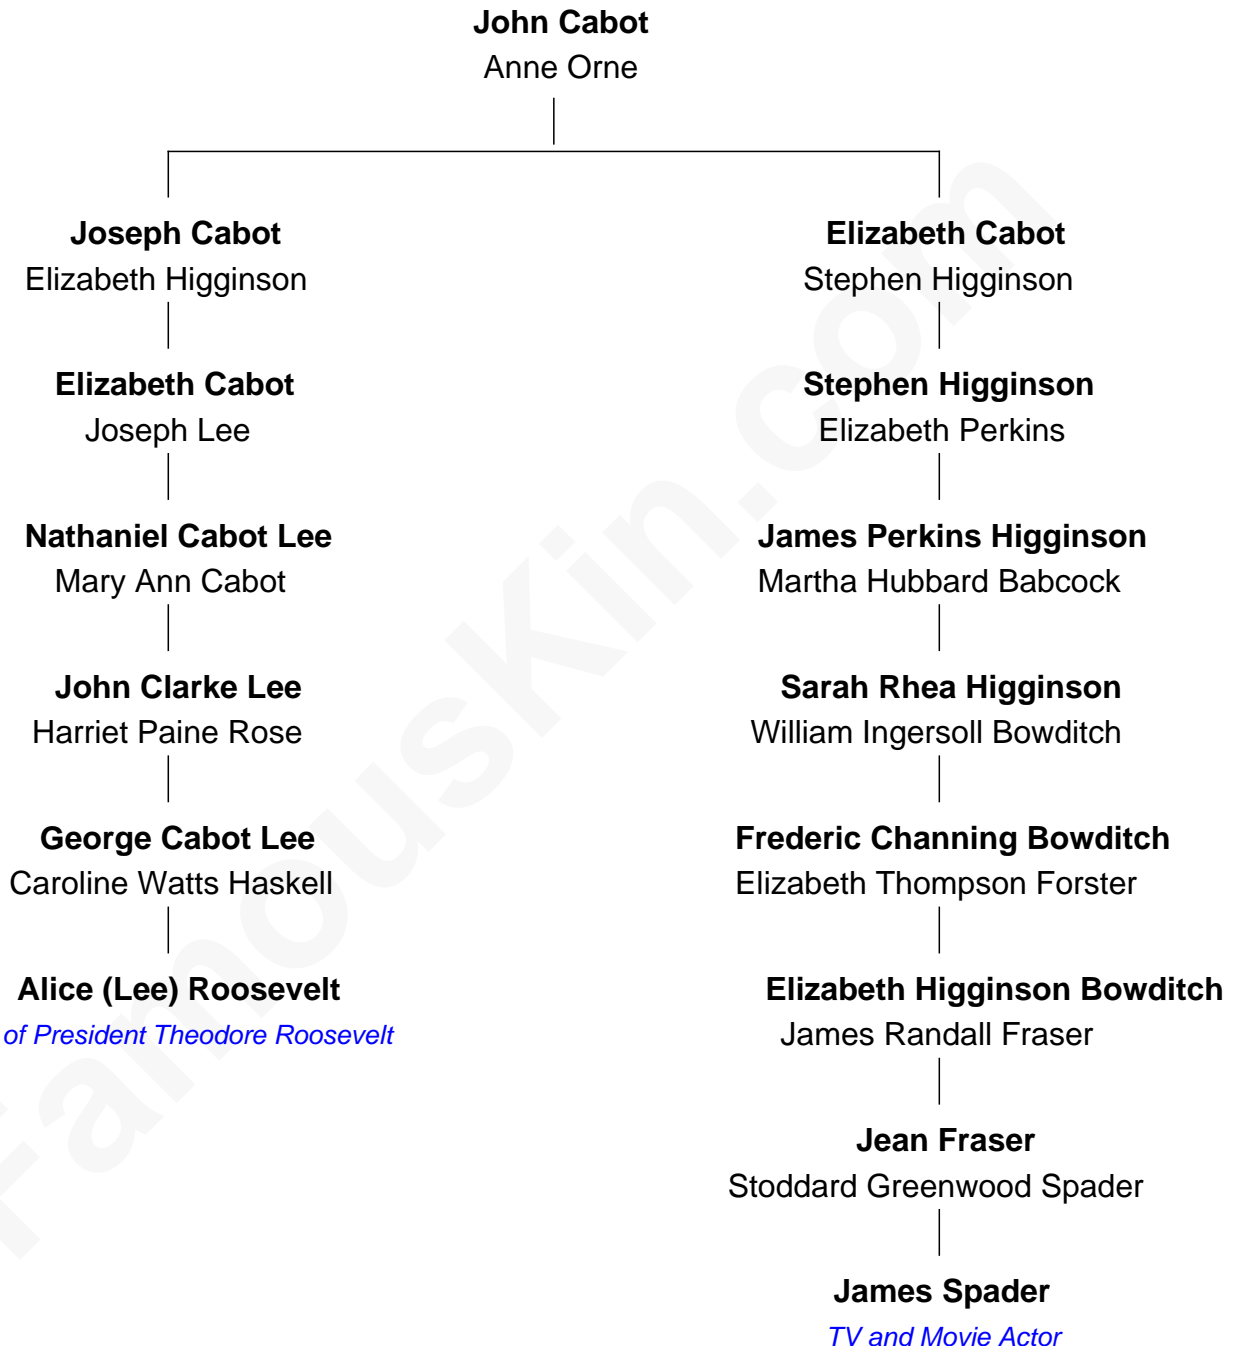 John Cabot
Anne Orne
Joseph Cabot
Elizabeth Higginson
Elizabeth Cabot
Stephen Higginson
Elizabeth Cabot
Joseph Lee
Stephen Higginson
Elizabeth Perkins
Nathaniel Cabot Lee
Mary Ann Cabot
James Perkins Higginson
Martha Hubbard Babcock
John Clarke Lee
Harriet Paine Rose
Sarah Rhea Higginson
William Ingersoll Bowditch
George Cabot Lee
Caroline Watts Haskell
Frederic Channing Bowditch
Elizabeth Thompson Forster
Alice (Lee) Roosevelt
of President Theodore Roosevelt
Elizabeth Higginson Bowditch
James Randall Fraser
Jean Fraser
Stoddard Greenwood Spader
James Spader
TV and Movie Actor
FamousKin.com